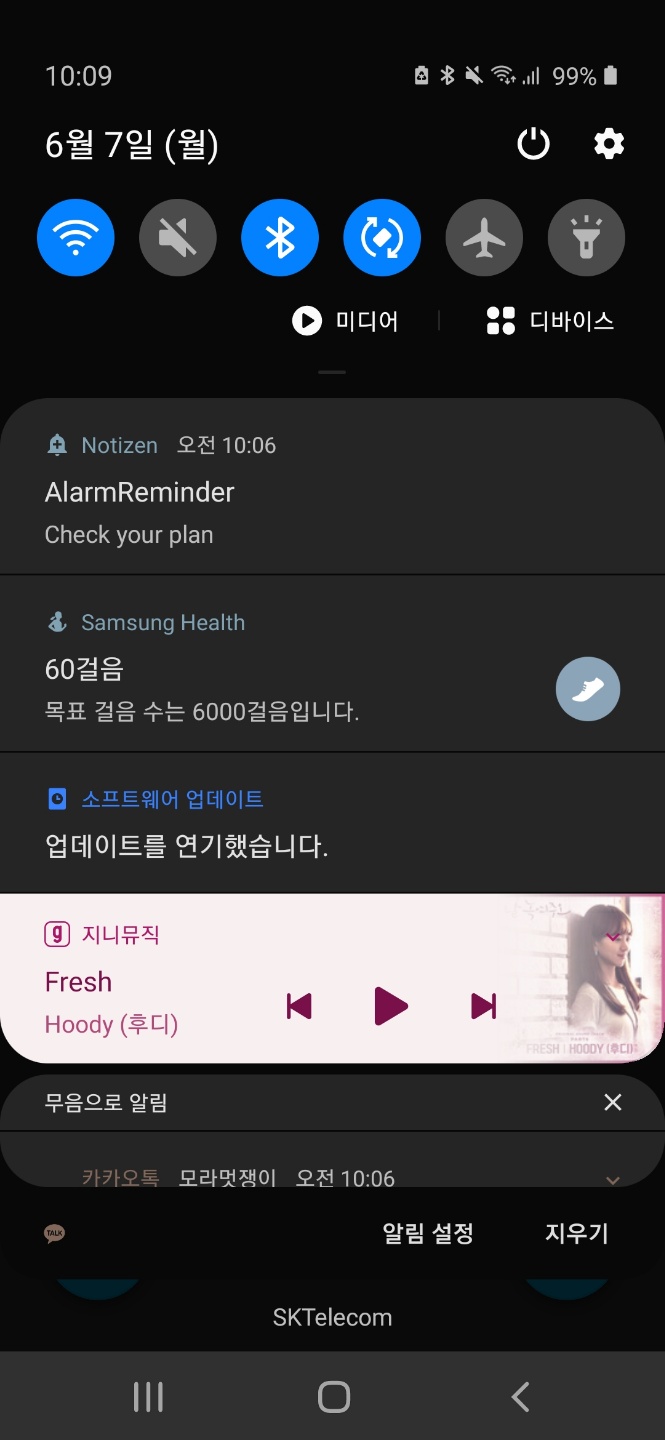 10:09
99%
6월 7일 (월)
미디어
디바이스
Notizen 오전 10:06
AlarmReminder
Check your plan
Samsung Health
60걸음
목표 걸음 수는 6000걸음입니다.
소프트웨어 업데이트
업데이트를 연기했습니다.
지니뮤직
Fresh
Hoody (후디)
FRESH | HOODY (후디)
무음으로 알림
카카오톡 모라멋쟁이 오전 10:06
TALK
알림 설정
지우기
SKTelecom